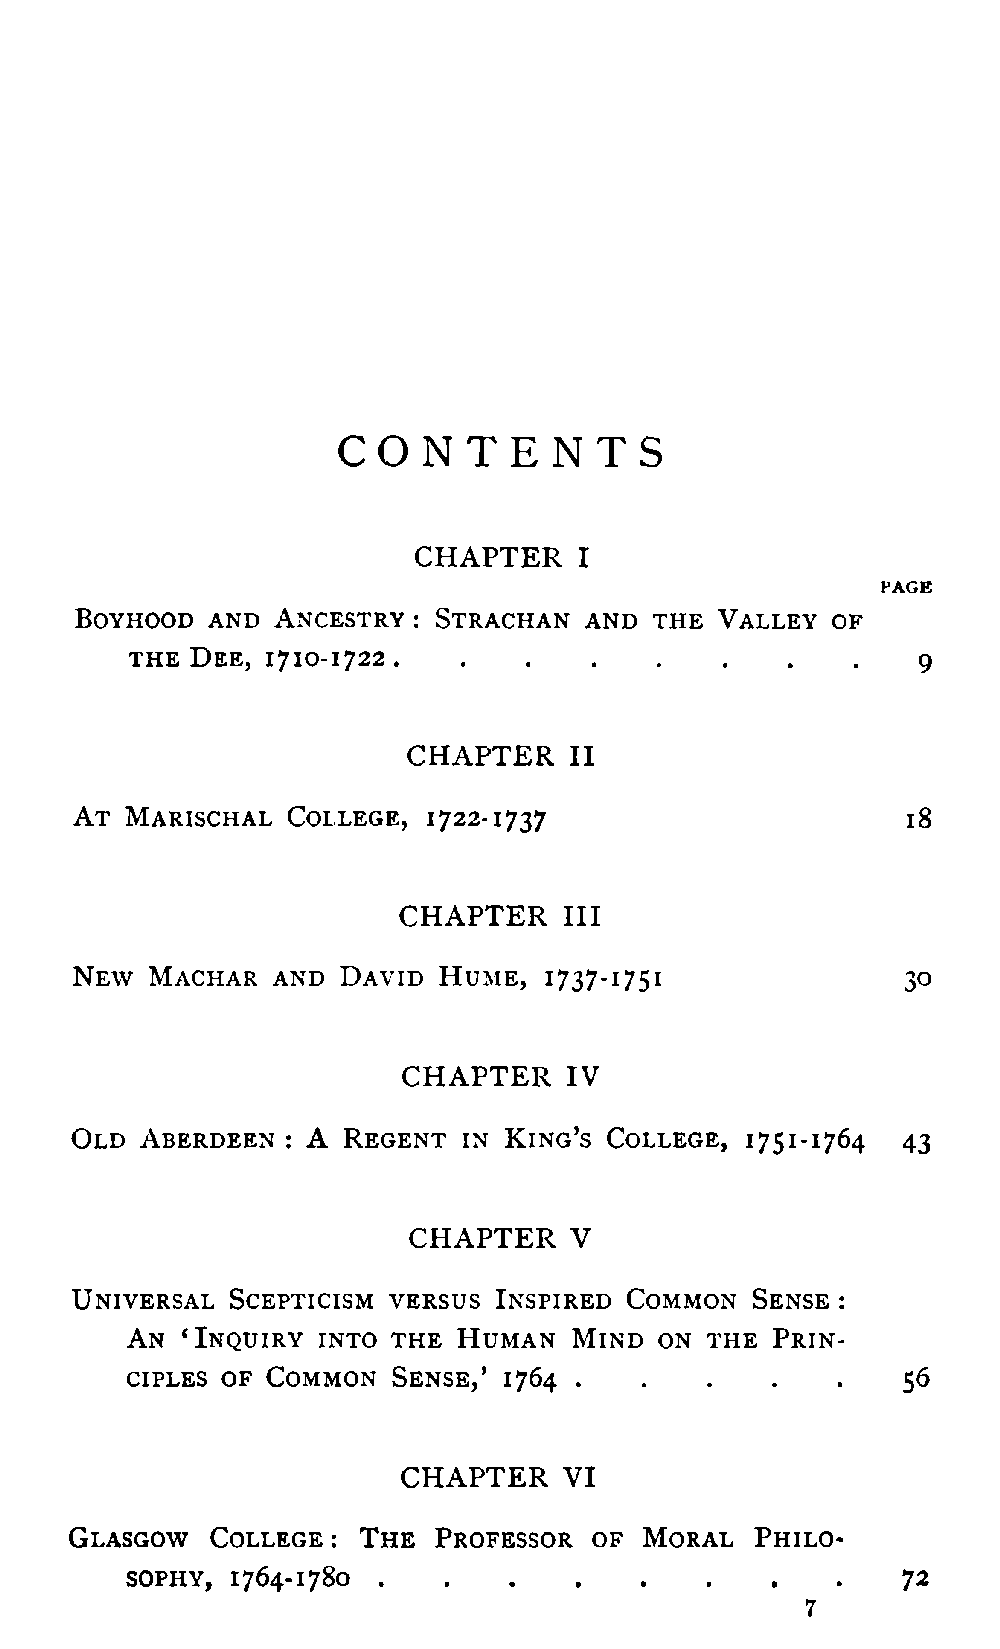 CONTENTS
CHAPTER I
PAGE
Boyhood and Ancestry: Strachan and the Valley of
the Dee, 1710-1722 . . . . . . . . 9
CHAPTER II
At Marischal College, 1722-1737 18
CHAPTER III
New Machar and David Hume, 1737-1751 30
CHAPTER IV
Old Aberdeen: A Regent in King's College, 1751-1764 43
CHAPTER V
Universal Scepticism versus Inspired Common Sense:
An 'Inquiry into the Human Mind on the Prin-
ciples of Common Sense,' 1764 . . . . . 56
CHAPTER VI
Glasgow College: The Professor of Moral Philo-
sophy, 1764-1780 . . . . . . . . 72
7